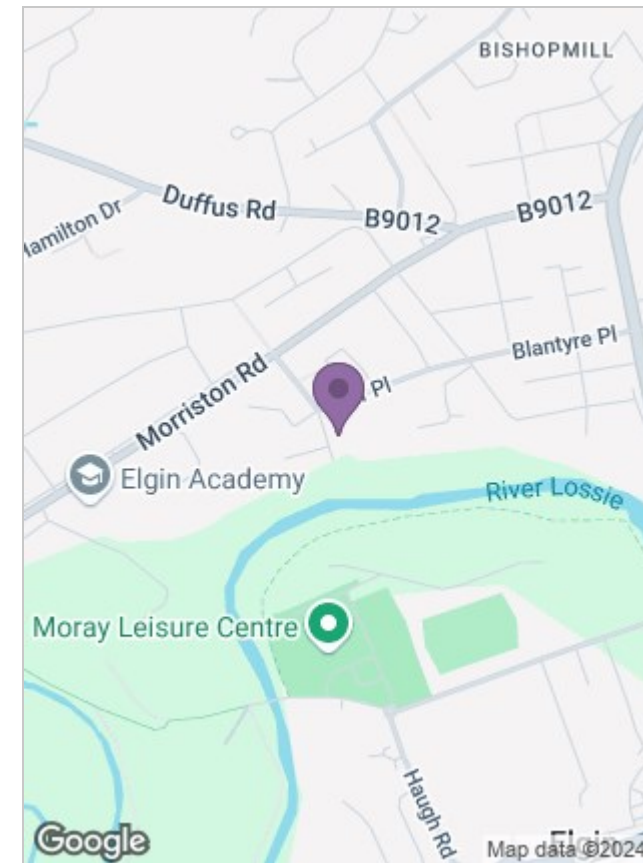 BISHOPMILL
Hamilton Dr
Duffus Rd
B9012
B9012
Blantyre Pl
Morriston Rd
Pl
Elgin Academy
River Lossie
Moray Leisure Centre
Haugh Rd
Elgin
Google
Map data ©2024